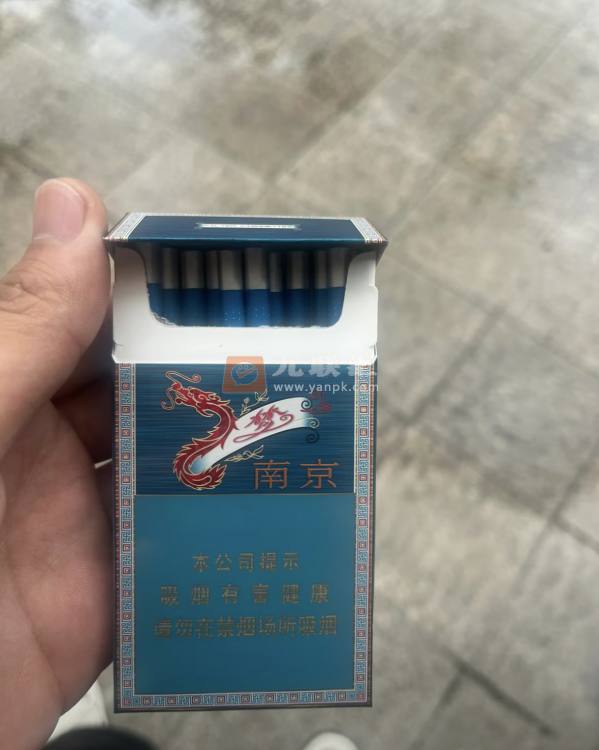 www.yanpk.com
梦
南京
本公司提示
吸烟有害健康
请勿在禁烟场所吸烟